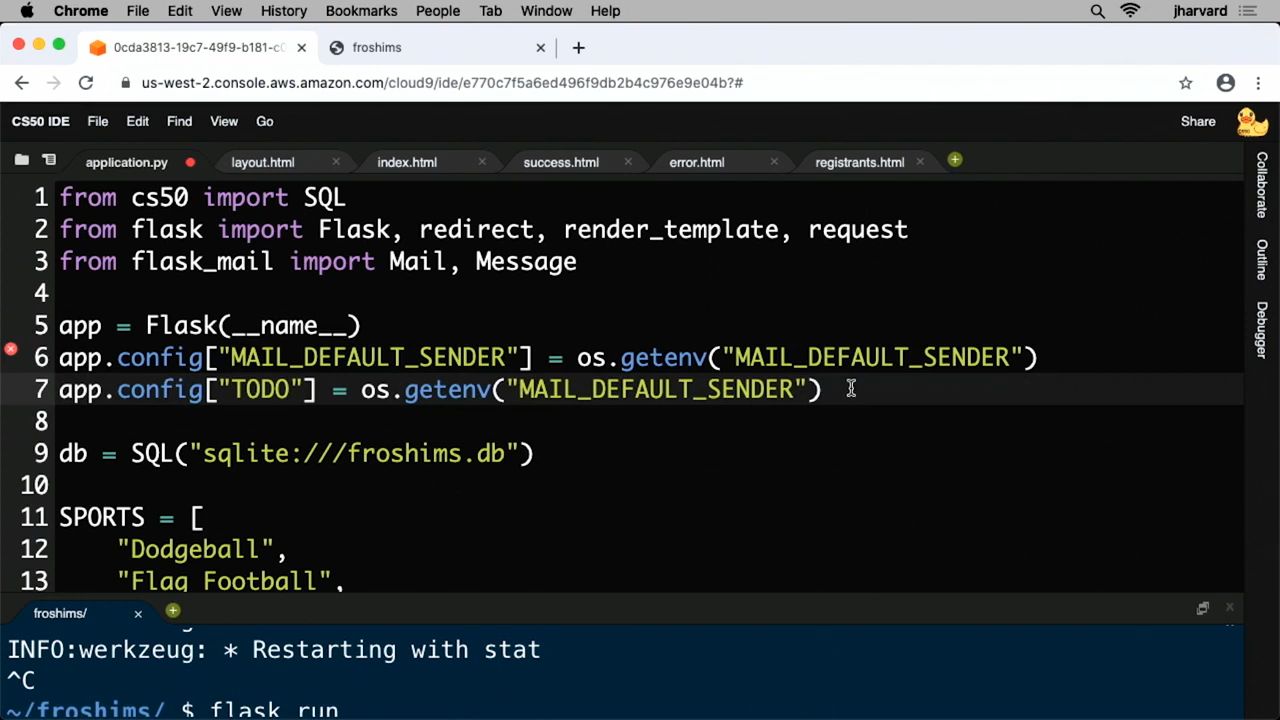 Chrome File Edit View History Bookmarks People Tab Window Help jharvard
0cda3813-19c7-49f9-b181-c0 froshims
us-west-2.console.aws.amazon.com/cloud9/ide/e770c7f5a6ed496f9db2b4c976e9e04b?#
CS50 IDE File Edit Find View Go Share
application.py layout.html index.html success.html error.html registrants.html
Collaborate
Outline
Debugger
1 from cs50 import SQL
2 from flask import Flask, redirect, render_template, request
3 from flask_mail import Mail, Message
4
5 app = Flask(__name__)
6 app.config["MAIL_DEFAULT_SENDER"] = os.getenv("MAIL_DEFAULT_SENDER")
7 app.config["TODO"] = os.getenv("MAIL_DEFAULT_SENDER")
8
9 db = SQL("sqlite:///froshims.db")
10
11 SPORTS = [
12 "Dodgeball",
13 "Flag Football",
froshims/
INFO:werkzeug: * Restarting with stat
^C
~/froshims/ $ flask run